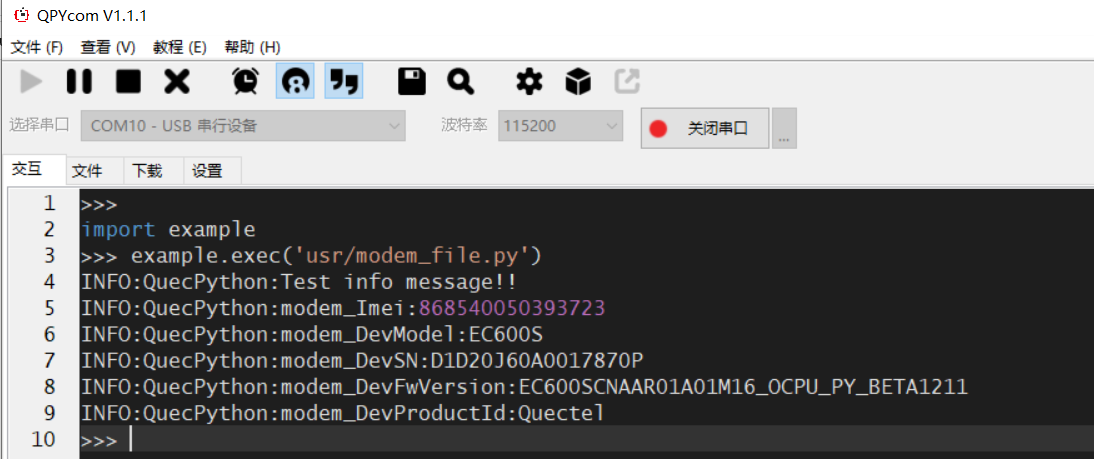 QPYcom V1.1.1
文件 (F) 查看 (V) 教程 (E) 帮助 (H)
选择串口 COM10 - USB 串行设备 波特率 115200 关闭串口 ...
交互 文件 下载 设置
1 >>>
2 import example
3 >>> example.exec('usr/modem_file.py')
4 INFO:QuecPython:Test info message!!
5 INFO:QuecPython:modem_Imei:868540050393723
6 INFO:QuecPython:modem_DevModel:EC600S
7 INFO:QuecPython:modem_DevSN:D1D20J60A0017870P
8 INFO:QuecPython:modem_DevFwVersion:EC600SCNAAR01A01M16_OCPU_PY_BETA1211
9 INFO:QuecPython:modem_DevProductId:Quectel
10 >>>